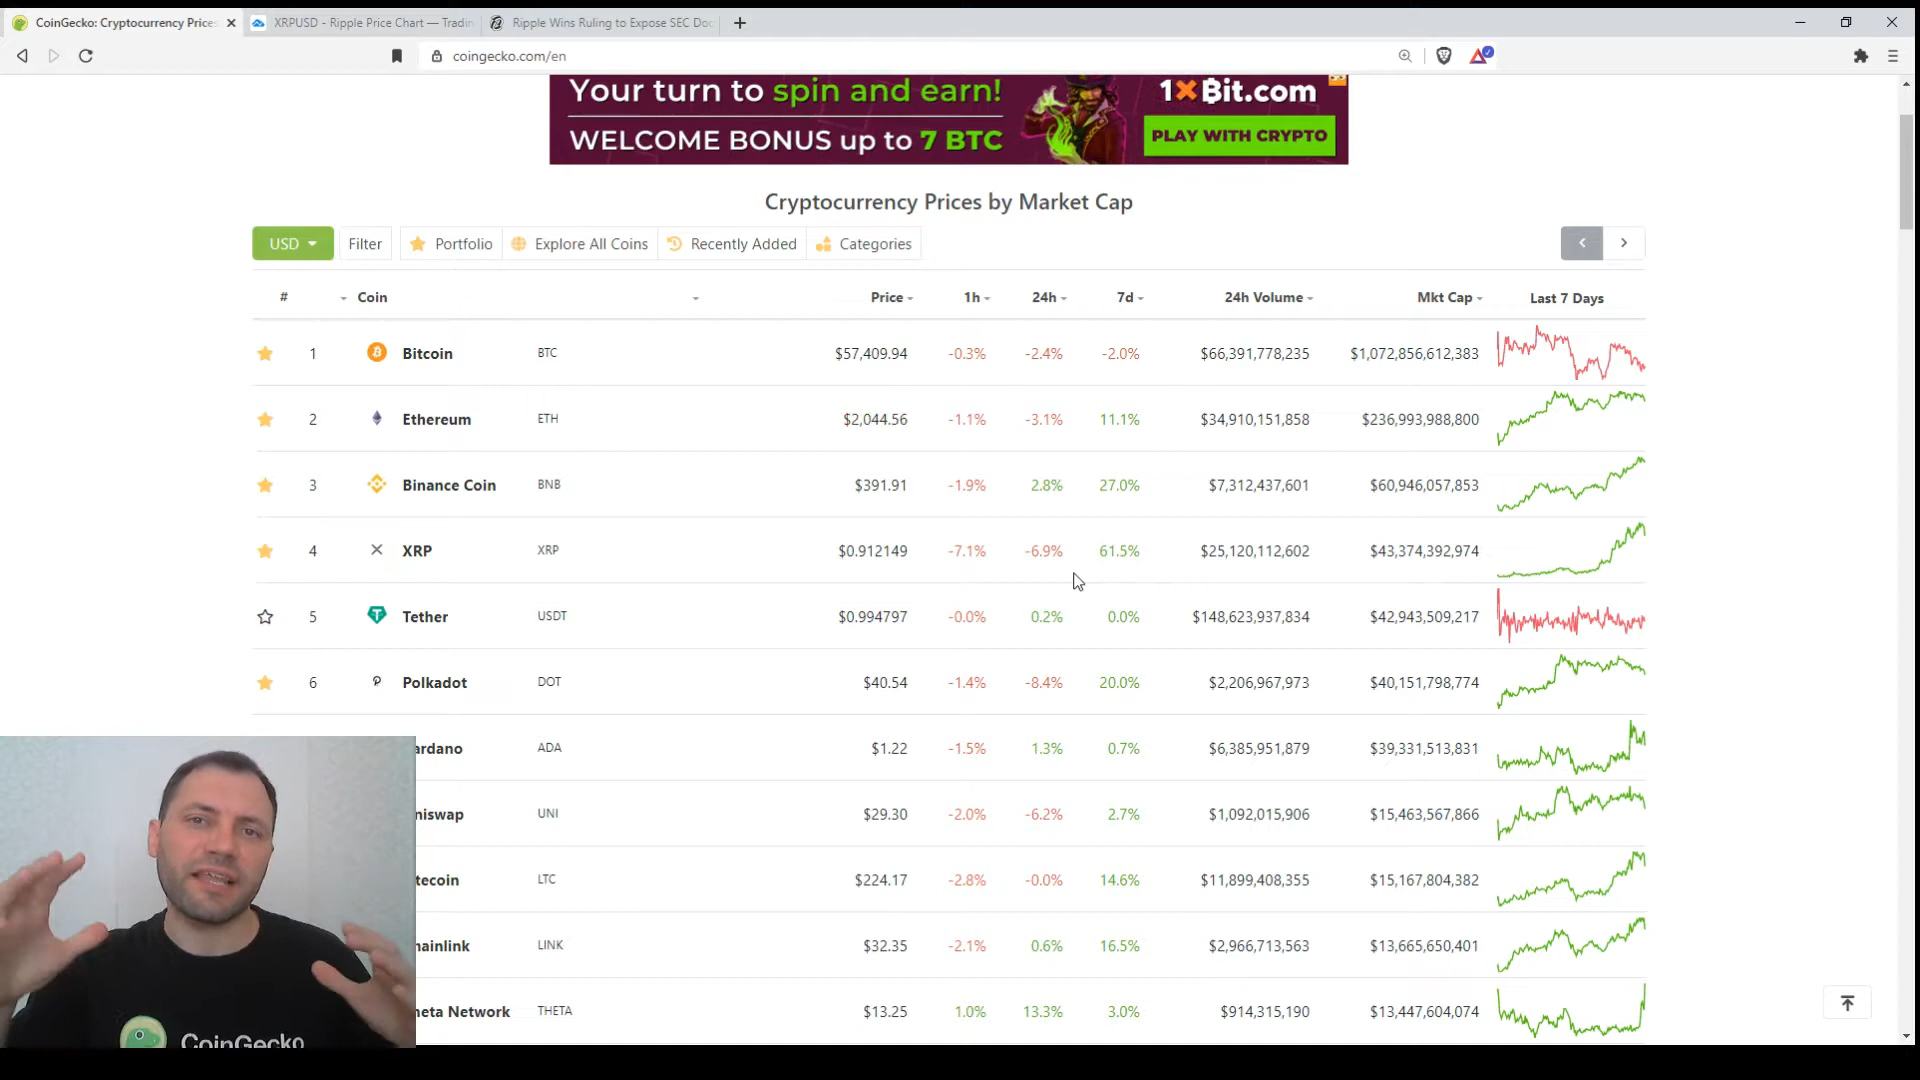 CoinGecko: Cryptocurrency Prices
XRPUSD - Ripple Price Chart — Tradin
Ripple Wins Ruling to Expose SEC Doc
coingecko.com/en
Your turn to spin and earn!
WELCOME BONUS up to 7 BTC
1XBit.com
PLAY WITH CRYPTO
Cryptocurrency Prices by Market Cap
USD Filter Portfolio Explore All Coins Recently Added Categories
# Coin Price 1h 24h 7d 24h Volume Mkt Cap Last 7 Days
1 Bitcoin BTC $57,409.94 -0.3% -2.4% -2.0% $66,391,778,235 $1,072,856,612,383
2 Ethereum ETH $2,044.56 -1.1% -3.1% 11.1% $34,910,151,858 $236,993,988,800
3 Binance Coin BNB $391.91 -1.9% 2.8% 27.0% $7,312,437,601 $60,946,057,853
4 XRP XRP $0.912149 -7.1% -6.9% 61.5% $25,120,112,602 $43,374,392,974
5 Tether USDT $0.994797 -0.0% 0.2% 0.0% $148,623,937,834 $42,943,509,217
6 Polkadot DOT $40.54 -1.4% -8.4% 20.0% $2,206,967,973 $40,151,798,774
ardano ADA $1.22 -1.5% 1.3% 0.7% $6,385,951,879 $39,331,513,831
niswap UNI $29.30 -2.0% -6.2% 2.7% $1,092,015,906 $15,463,567,866
tecoin LTC $224.17 -2.8% -0.0% 14.6% $11,899,408,355 $15,167,804,382
hainlink LINK $32.35 -2.1% 0.6% 16.5% $2,966,713,563 $13,665,650,401
heta Network THETA $13.25 1.0% 13.3% 3.0% $914,315,190 $13,447,604,074
CoinGecko